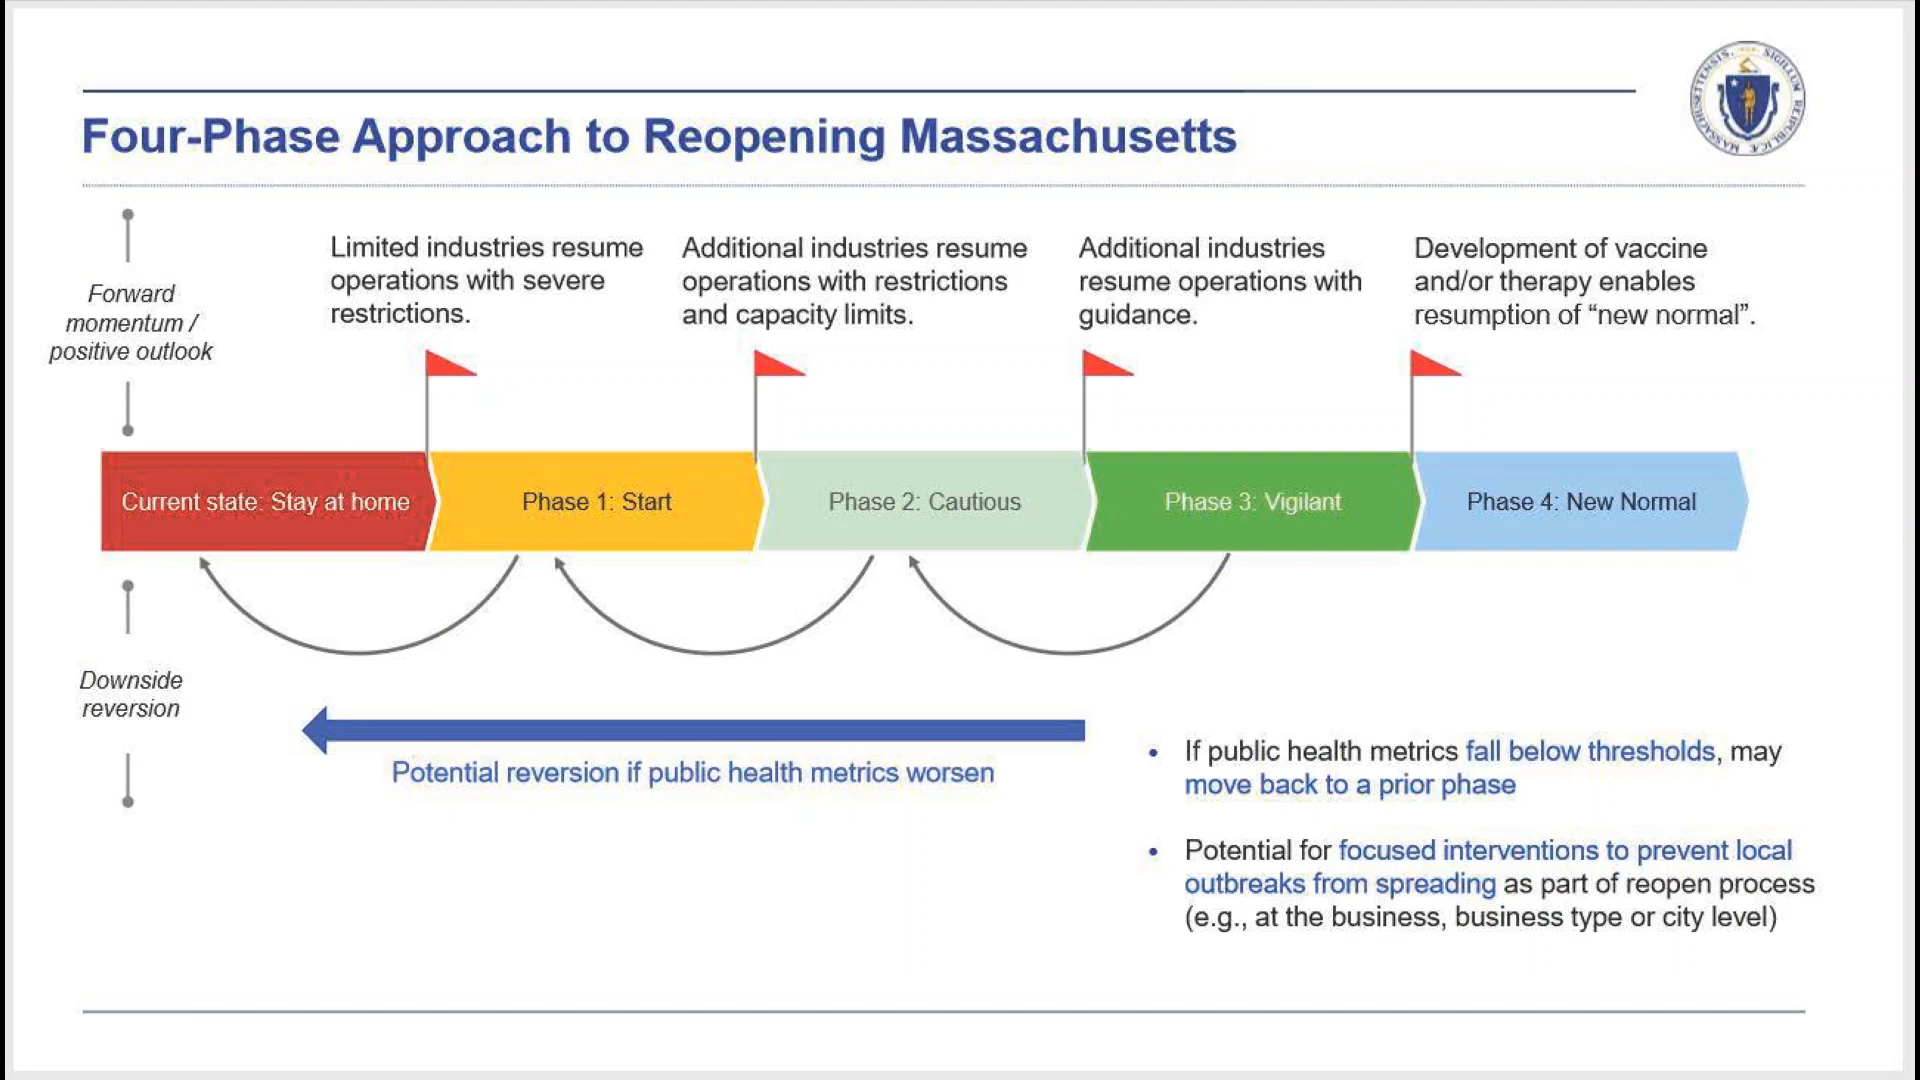 Four-Phase Approach to Reopening Massachusetts
Forward
momentum /
positive outlook
Limited industries resume
operations with severe
restrictions.
Additional industries resume
operations with restrictions
and capacity limits.
Additional industries
resume operations with
guidance.
Development of vaccine
and/or therapy enables
resumption of “new normal”.
Current state: Stay at home
Phase 1: Start
Phase 2: Cautious
Phase 3: Vigilant
Phase 4: New Normal
Downside
reversion
Potential reversion if public health metrics worsen
• If public health metrics fall below thresholds, may
move back to a prior phase
• Potential for focused interventions to prevent local
outbreaks from spreading as part of reopen process
(e.g., at the business, business type or city level)